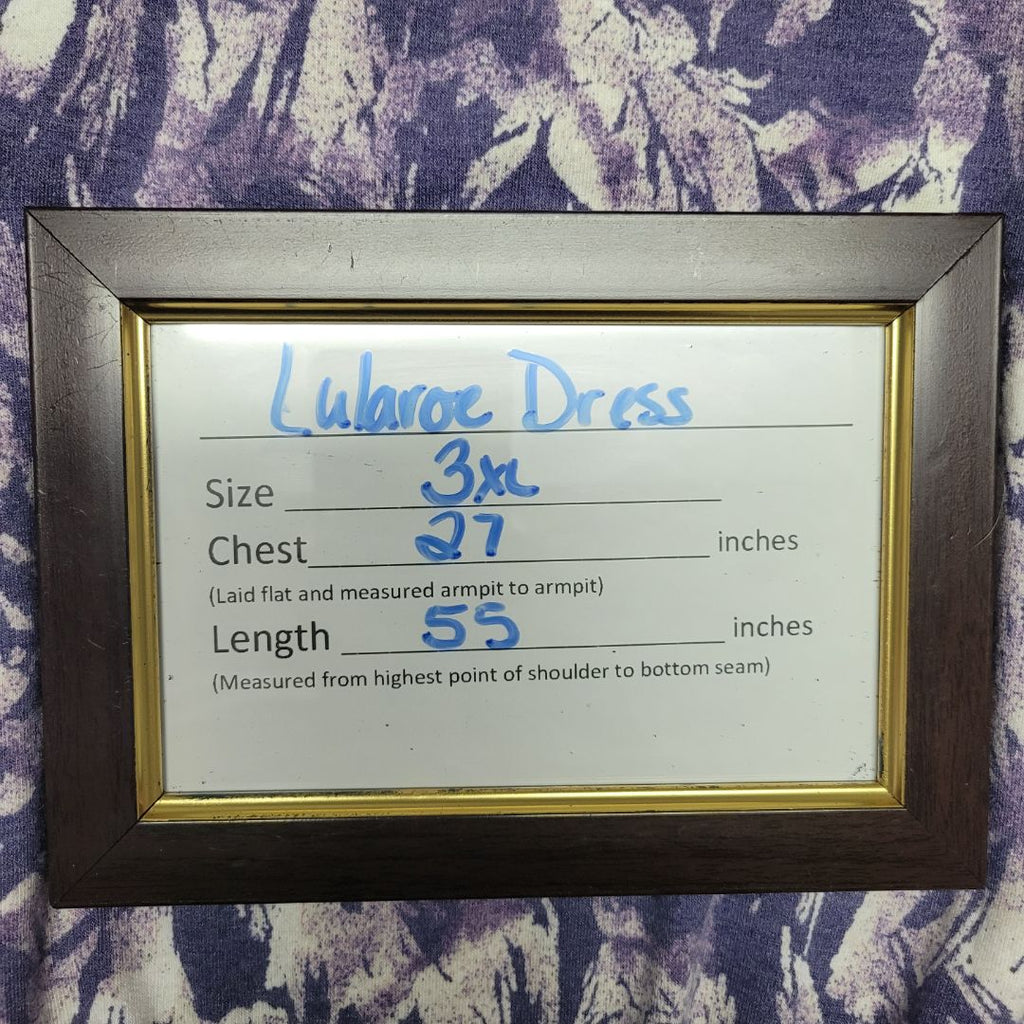 Lularoe Dress
Size 3XL
Chest 27 inches
(Laid flat and measured armpit to armpit)
Length 55 inches
(Measured from highest point of shoulder to bottom seam)